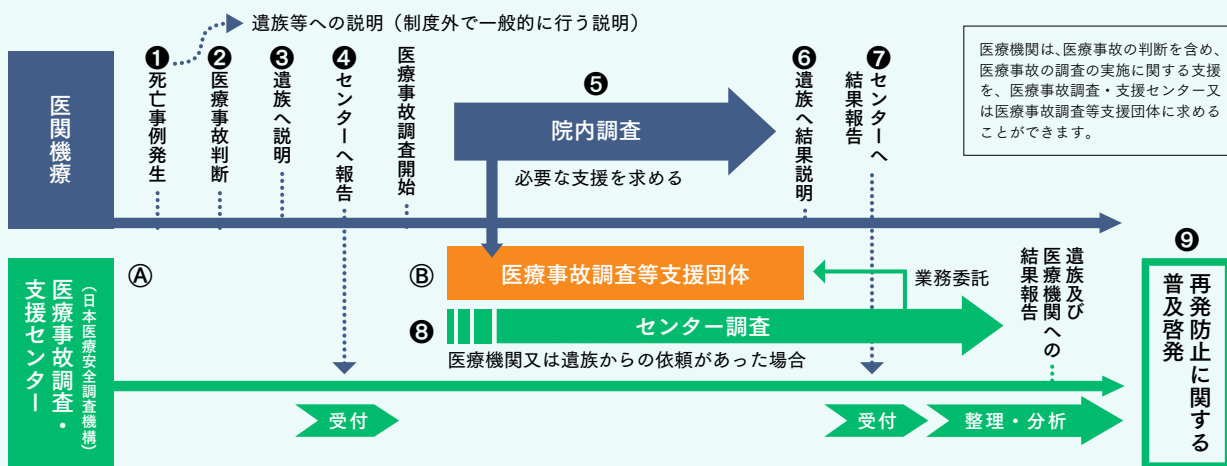 遺族等への説明（制度外で一般的に行う説明）
医関機療
❶死亡事例発生
❷医療事故判断
❸遺族へ説明
❹センターへ報告
医療事故調査開始
❺
院内調査
必要な支援を求める
❻遺族へ結果説明
❼センターへ
結果報告
医療機関は、医療事故の判断を含め、
医療事故の調査の実施に関する支援
を、医療事故調査・支援センター又
は医療事故調査等支援団体に求める
ことができます。
医療事故調査・
支援センター
（日本医療安全調査機構）
Ⓐ
Ⓑ
医療事故調査等支援団体
業務委託
❽
センター調査
医療機関又は遺族からの依頼があった場合
遺族及び
医療機関への
結果報告
受付
受付
整理・分析
❾
再発防止に関する
普及啓発